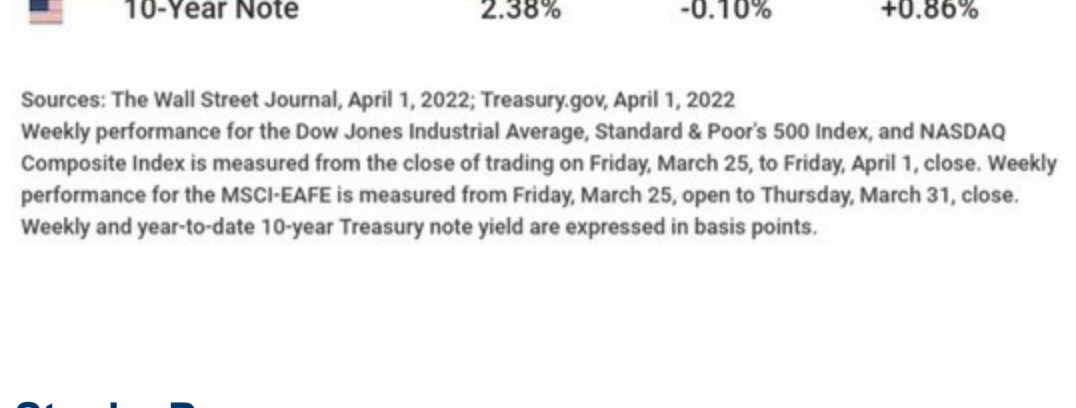 10-Year Note 2.38% -0.10% +0.86%
Sources: The Wall Street Journal, April 1, 2022; Treasury.gov, April 1, 2022
Weekly performance for the Dow Jones Industrial Average, Standard & Poor's 500 Index, and NASDAQ
Composite Index is measured from the close of trading on Friday, March 25, to Friday, April 1, close. Weekly
performance for the MSCI-EAFE is measured from Friday, March 25, open to Thursday, March 31, close.
Weekly and year-to-date 10-year Treasury note yield are expressed in basis points.